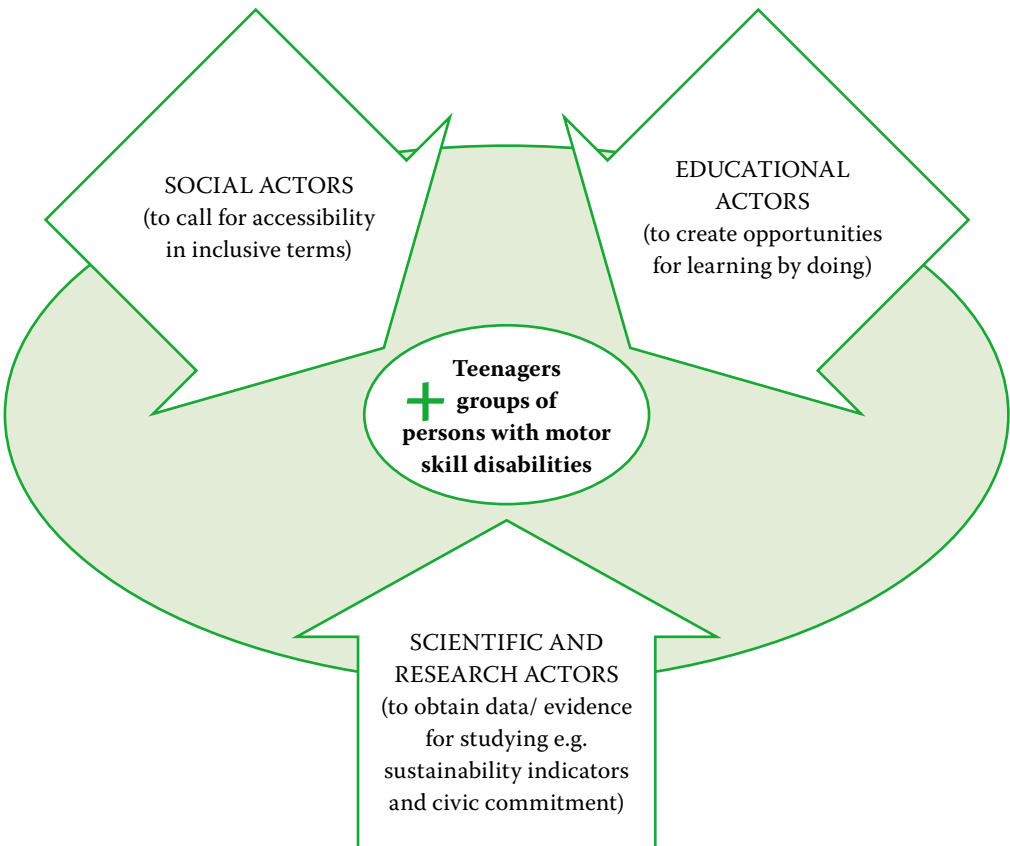 SOCIAL ACTORS
(to call for accessibility
in inclusive terms)
EDUCATIONAL
ACTORS
(to create opportunities
for learning by doing)
Teenagers
+ groups of
persons with motor
skill disabilities
SCIENTIFIC AND
RESEARCH ACTORS
(to obtain data/ evidence
for studying e.g.
sustainability indicators
and civic commitment)